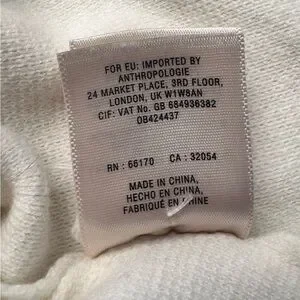 FOR EU: IMPORTED BY
ANTHROPOLOGIE
24 MARKET PLACE, 3RD FLOOR,
LONDON, UK W1W8AN
CIF: VAT No. GB 684936382
0B424437
RN : 66170 CA : 32054
MADE IN CHINA,
HECHO EN CHINA,
FABRIQUÉ EN CHINE